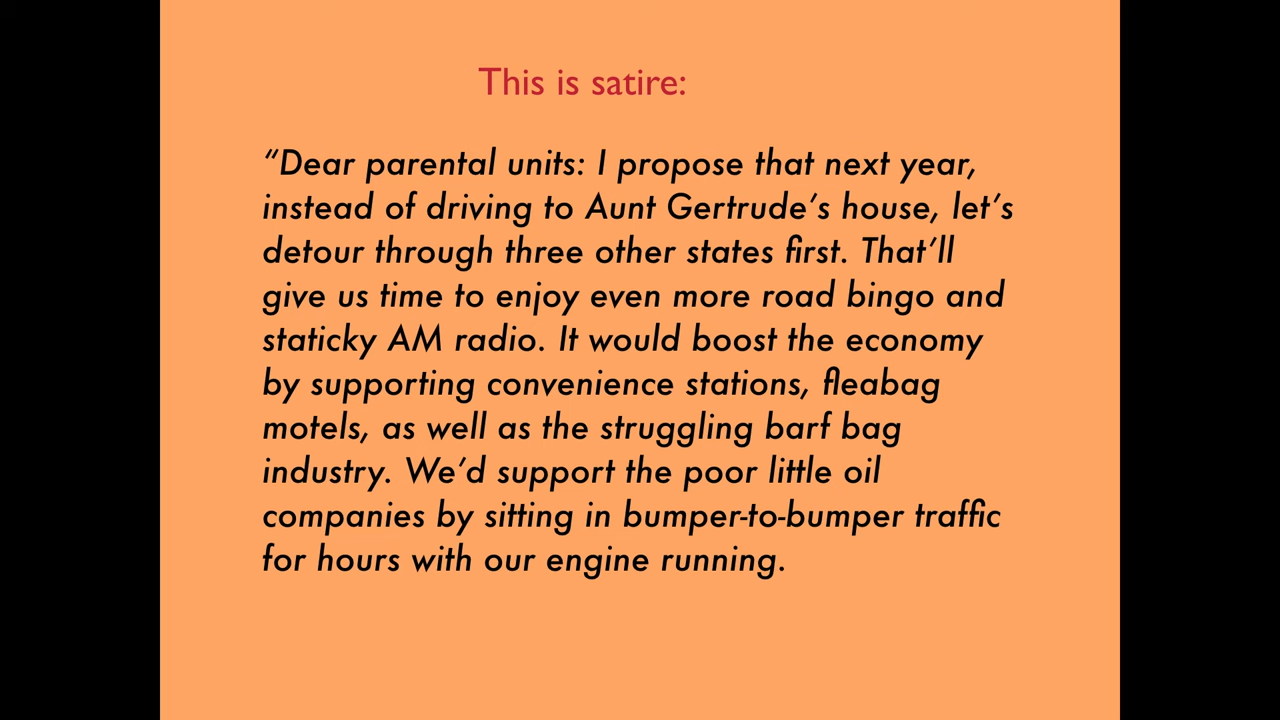 This is satire:
“Dear parental units: I propose that next year,
instead of driving to Aunt Gertrude’s house, let’s
detour through three other states first. That’ll
give us time to enjoy even more road bingo and
staticky AM radio. It would boost the economy
by supporting convenience stations, fleabag
motels, as well as the struggling barf bag
industry. We’d support the poor little oil
companies by sitting in bumper-to-bumper traffic
for hours with our engine running.